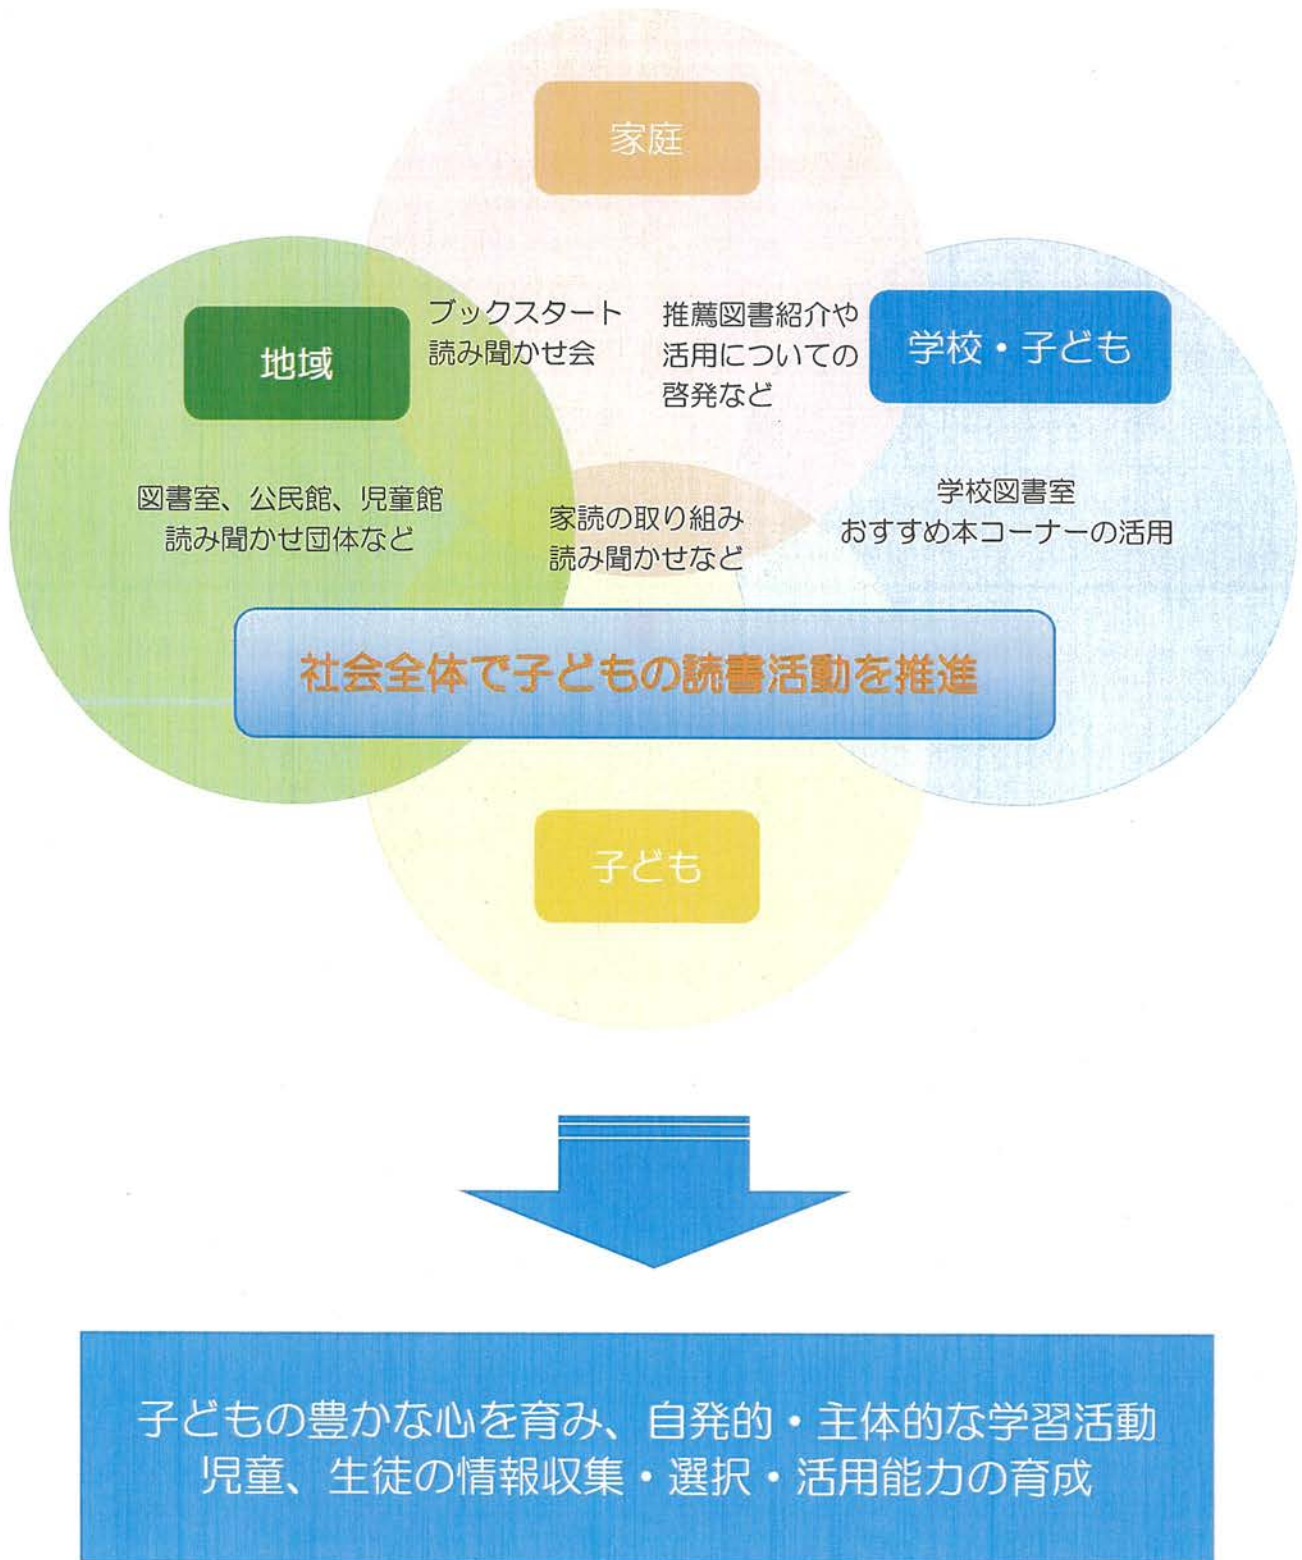 家庭
地域
ブックスタート
読み聞かせ会
推薦図書紹介や
活用についての
啓発など
学校・子ども
図書室、公民館、児童館
読み聞かせ団体など
家読の取り組み
読み聞かせなど
学校図書室
おすすめ本コーナーの活用
社会全体で子どもの読書活動を推進
子ども
子どもの豊かな心を育み、自発的・主体的な学習活動
児童、生徒の情報収集・選択・活用能力の育成